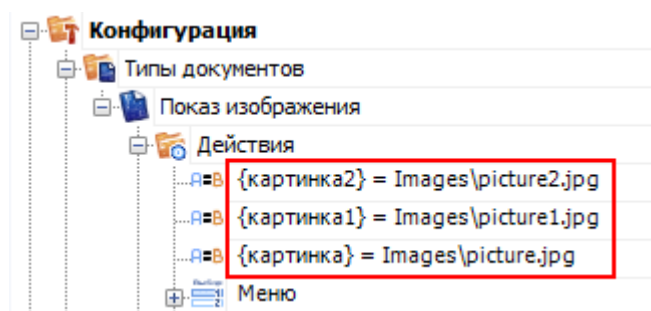 Конфигурация
Типы документов
Показ изображения
Действия
A=B {картинка2} = Images\picture2.jpg
A=B {картинка1} = Images\picture1.jpg
A=B {картинка} = Images\picture.jpg
Меню